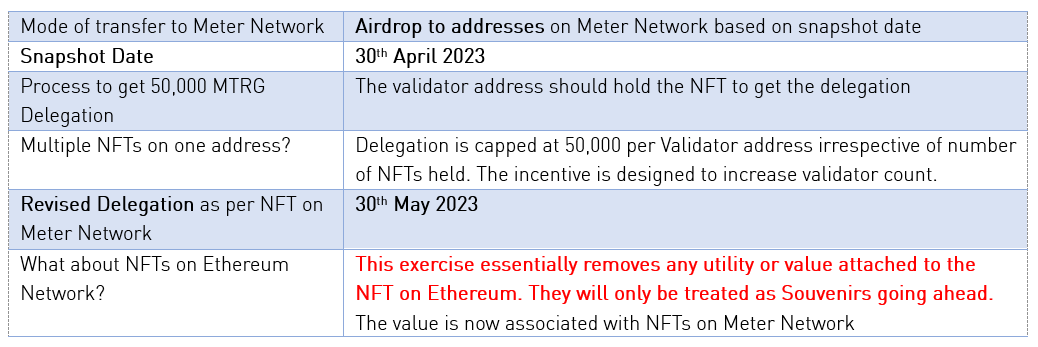 Mode of transfer to Meter Network
Airdrop to addresses on Meter Network based on snapshot date
Snapshot Date
30th April 2023
Process to get 50,000 MTRG
Delegation
The validator address should hold the NFT to get the delegation
Multiple NFTs on one address?
Delegation is capped at 50,000 per Validator address irrespective of number
of NFTs held. The incentive is designed to increase validator count.
Revised Delegation as per NFT on
Meter Network
30th May 2023
What about NFTs on Ethereum
Network?
This exercise essentially removes any utility or value attached to the
NFT on Ethereum. They will only be treated as Souvenirs going ahead.
The value is now associated with NFTs on Meter Network